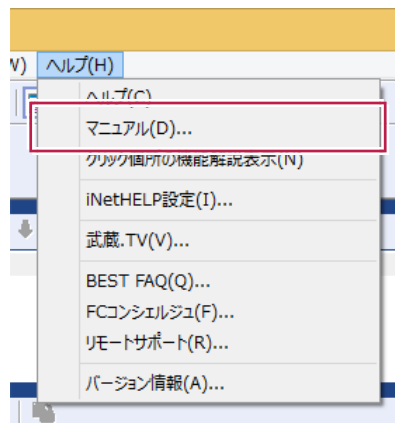 W) ヘルプ(H)
ヘルプ(C)
マニュアル(D)...
クリック個所の機能解説表示(N)
iNetHELP設定(I)...
武蔵.TV(V)...
BEST FAQ(Q)...
FCコンシェルジュ(F)...
リモートサポート(R)...
バージョン情報(A)...